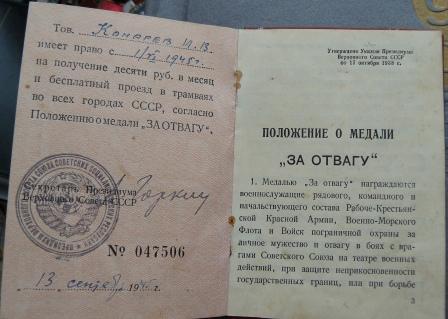 Тов. Конарев И.В.
имеет право с 1/VI 1945 г.
на получение десяти руб. в месяц
и бесплатный проезд в трамваях
во всех городах СССР, согласно
Положению о медали „ЗА ОТВАГУ".
Секретарь Президиума
Верховного Совета СССР
Горкин
№ 047506
13 сентябр 1945 г.
Утверждено Указом Президиума
Верховного Совета СССР
от 17 октября 1938 г.
ПОЛОЖЕНИЕ О МЕДАЛИ
„ЗА ОТВАГУ"
1. Медалью „За отвагу" награждаются
военнослужащие рядового, командного и
начальствующего состава Рабоче-Крестьян-
ской Красной Армии, Военно-Морского
Флота и Войск пограничной охраны за
личное мужество и отвагу в боях с вра-
гами Советского Союза на театре военных
действий, при защите неприкосновенности
государственных границ, или при борьбе
3